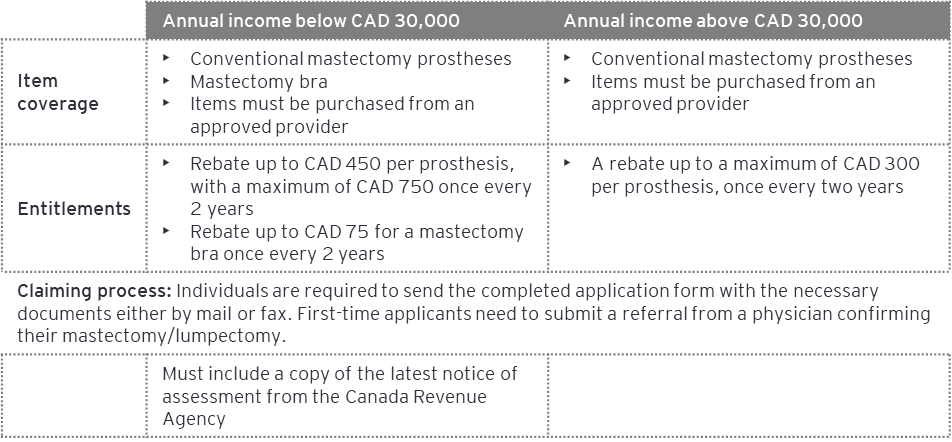 Annual income below CAD 30,000
Annual income above CAD 30,000
Item
coverage
‣ Conventional mastectomy prostheses
‣ Mastectomy bra
‣ Items must be purchased from an
approved provider
‣ Conventional mastectomy prostheses
‣ Items must be purchased from an
approved provider
Entitlements
‣ Rebate up to CAD 450 per prosthesis,
with a maximum of CAD 750 once every
2 years
‣ Rebate up to CAD 75 for a mastectomy
bra once every 2 years
‣ A rebate up to a maximum of CAD 300
per prosthesis, once every two years
Claiming process: Individuals are required to send the completed application form with the necessary
documents either by mail or fax. First-time applicants need to submit a referral from a physician confirming
their mastectomy/lumpectomy.
Must include a copy of the latest notice of
assessment from the Canada Revenue
Agency